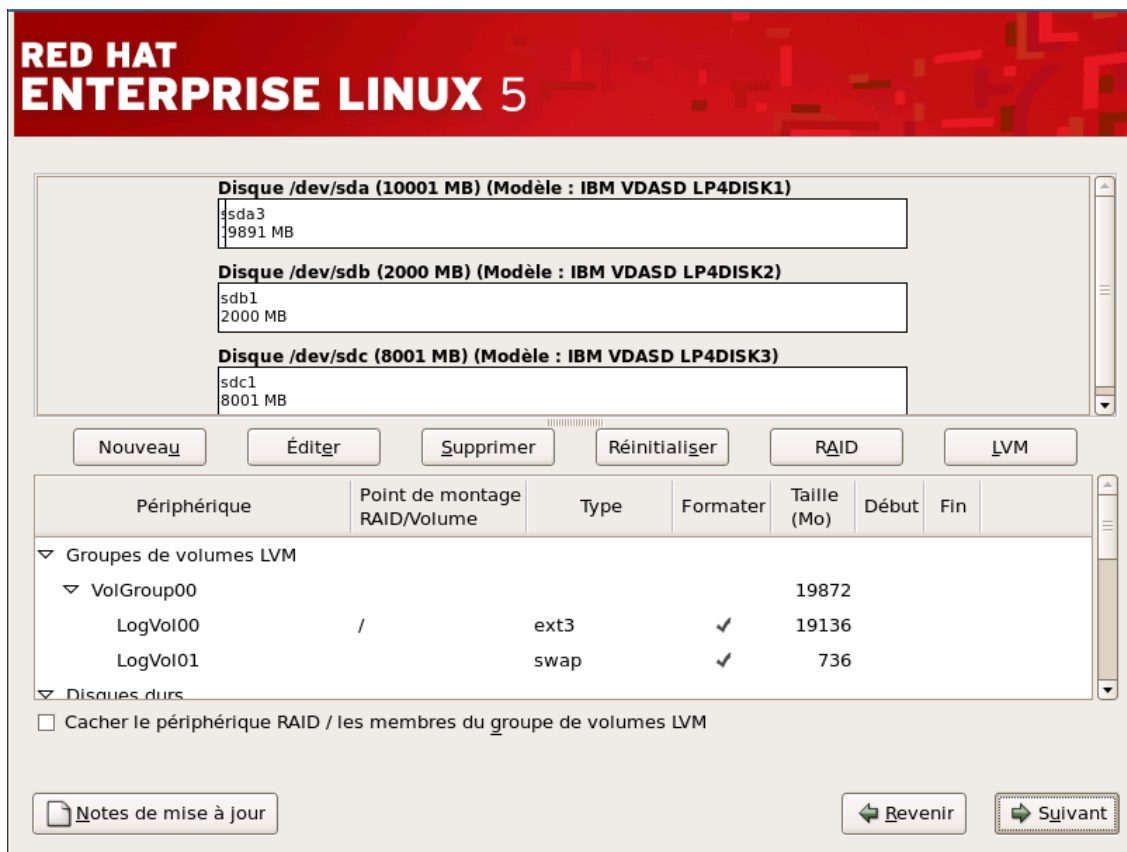 RED HAT
ENTERPRISE LINUX 5
Disque /dev/sda (10001 MB) (Modèle : IBM VDASD LP4DISK1)
sda3
9891 MB
Disque /dev/sdb (2000 MB) (Modèle : IBM VDASD LP4DISK2)
sdb1
2000 MB
Disque /dev/sdc (8001 MB) (Modèle : IBM VDASD LP4DISK3)
sdc1
8001 MB
Nouveau Éditer Supprimer Réinitialiser RAID LVM
Périphérique Point de montage RAID/Volume Type Formater Taille (Mo) Début Fin
Groupes de volumes LVM
VolGroup00 19872
LogVol00 / ext3 ✓ 19136
LogVol01 swap ✓ 736
Disques durs
Cacher le périphérique RAID / les membres du groupe de volumes LVM
Notes de mise à jour Revenir Suivant